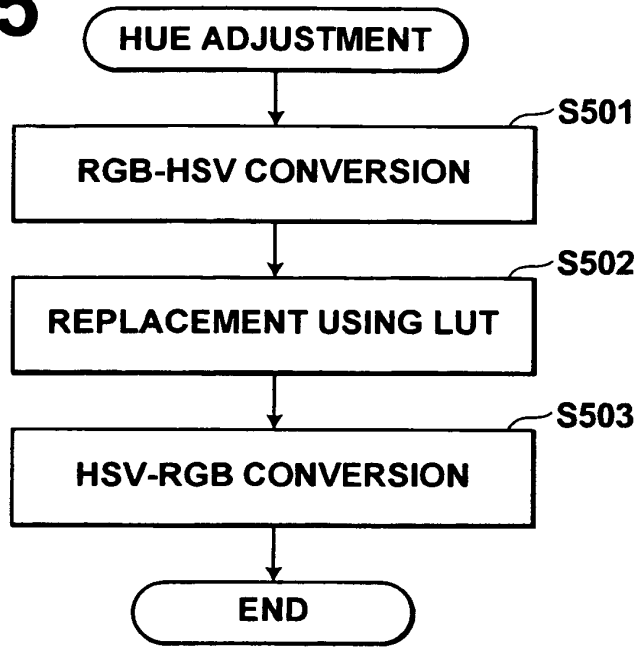 5
HUE ADJUSTMENT
S501
RGB-HSV CONVERSION
S502
REPLACEMENT USING LUT
S503
HSV-RGB CONVERSION
END